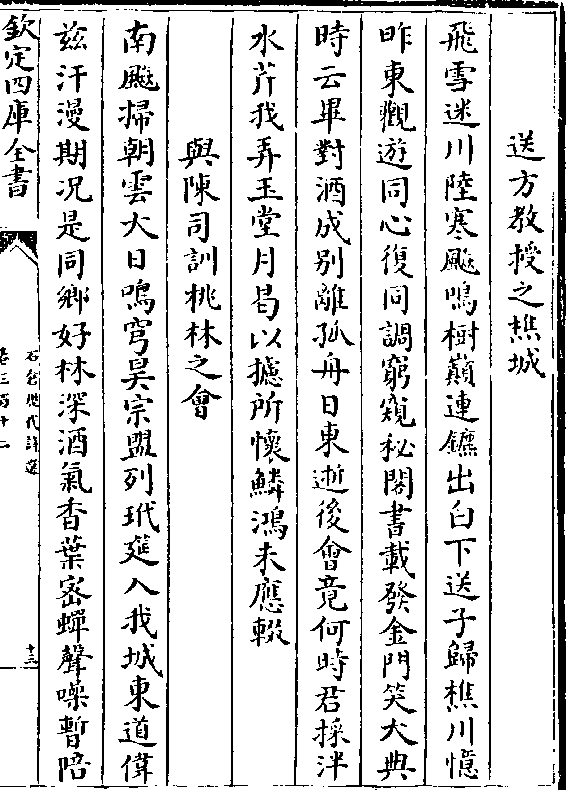 送方教授之樵城
飛雪迷川陸寒飈鳴樹巔連鑣出白下送子歸樵川憶
昨東觀遊同心復同調窮窺秘閣書載發金門笑大典
時云畢對酒成别離孤舟日東逝後會竟何時君採泮
水芹我弄玉堂月曷以攄所懷鱗鴻未應輟
與陳司訓桃林之會
南飈掃朝雲大日鳴穹昊宗盟列玳筵入我城東道偉
兹汗漫期况是同鄉好林深酒氣香葉宻蟬聲噪暫陪
欽定四庫全書
石倉歷代詩選
卷三百十二
十三